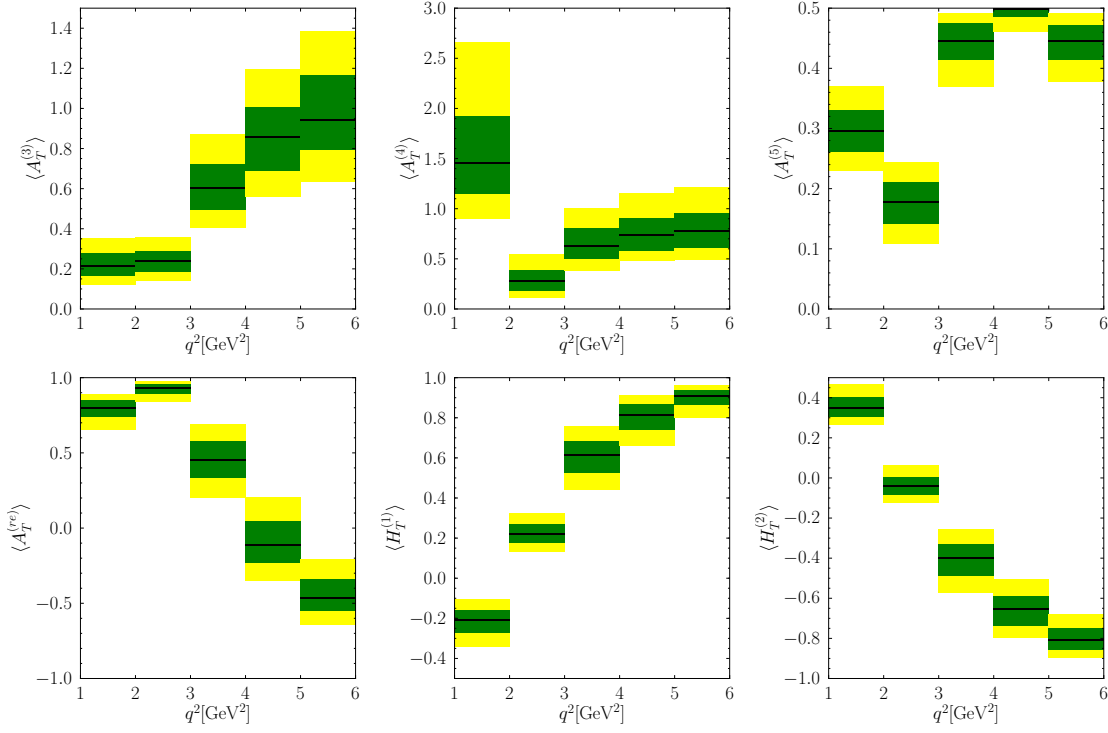 ⟨A_T^(3)⟩
1.4
1.2
1.0
0.8
0.6
0.4
0.2
0.0
1 2 3 4 5 6
q²[GeV²]
⟨A_T^(4)⟩
3.0
2.5
2.0
1.5
1.0
0.5
0.0
1 2 3 4 5 6
q²[GeV²]
⟨A_T^(5)⟩
0.5
0.4
0.3
0.2
0.1
0.0
1 2 3 4 5 6
q²[GeV²]
⟨A_T^(re)⟩
1.0
0.5
0.0
−0.5
−1.0
1 2 3 4 5 6
q²[GeV²]
⟨H_T^(1)⟩
1.0
0.8
0.6
0.4
0.2
0.0
−0.2
−0.4
1 2 3 4 5 6
q²[GeV²]
⟨H_T^(2)⟩
0.4
0.2
0.0
−0.2
−0.4
−0.6
−0.8
1 2 3 4 5 6
q²[GeV²]